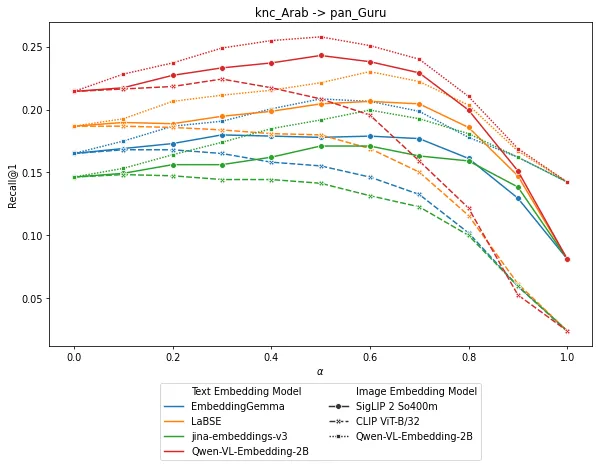 knc_Arab -> pan_Guru
Recall@1
0.25
0.20
0.15
0.10
0.05
0.0 0.2 0.4 0.6 0.8 1.0
α
Text Embedding Model
EmbeddingGemma
LaBSE
jina-embeddings-v3
Qwen-VL-Embedding-2B
Image Embedding Model
SigLIP 2 So400m
CLIP ViT-B/32
Qwen-VL-Embedding-2B